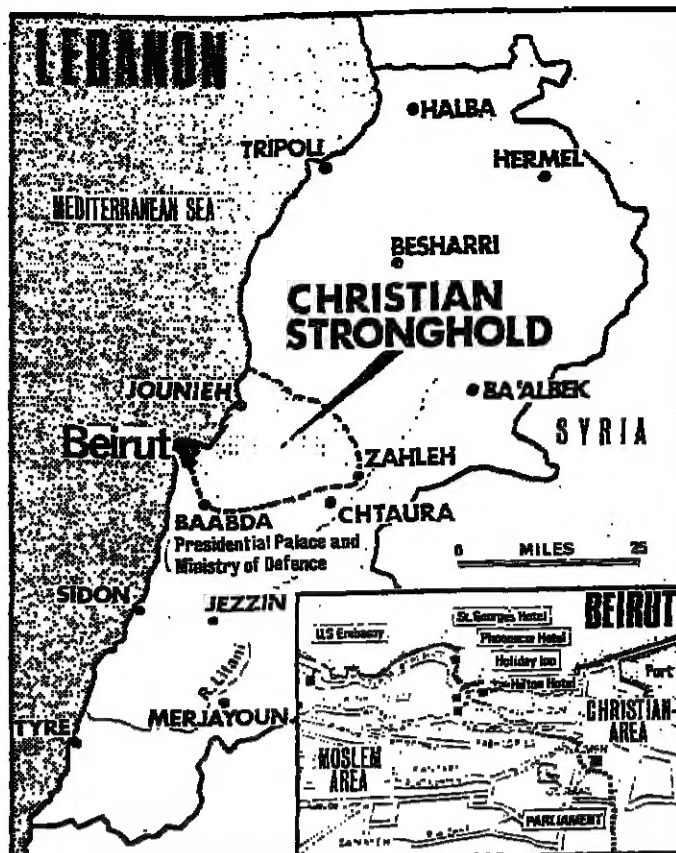 LEBANON
HALBA
TRIPOLI
HERMEL
MEDITERRANEAN SEA
BESHARRI
CHRISTIAN
STRONGHOLD
JOUNIEH
BA'ALBEK
SYRIA
Beirut
ZAHLEH
BAABDA
CHTAURA
Presidential Palace and
Ministry of Defence
0 MILES 25
SIDON
JEZZIN
R. Litani
MERJAYOUN
TYRE
BEIRUT
St. Georges Hotel
U.S Embassy
Phoenicia Hotel
Holiday Inn
Hilton Hotel
Port
CHRISTIAN
AREA
MOSLEM
AREA
PARLIAMENT